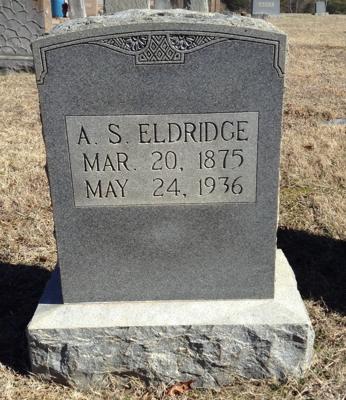 A. S. ELDRIDGE
MAR. 20, 1875
MAY 24, 1936